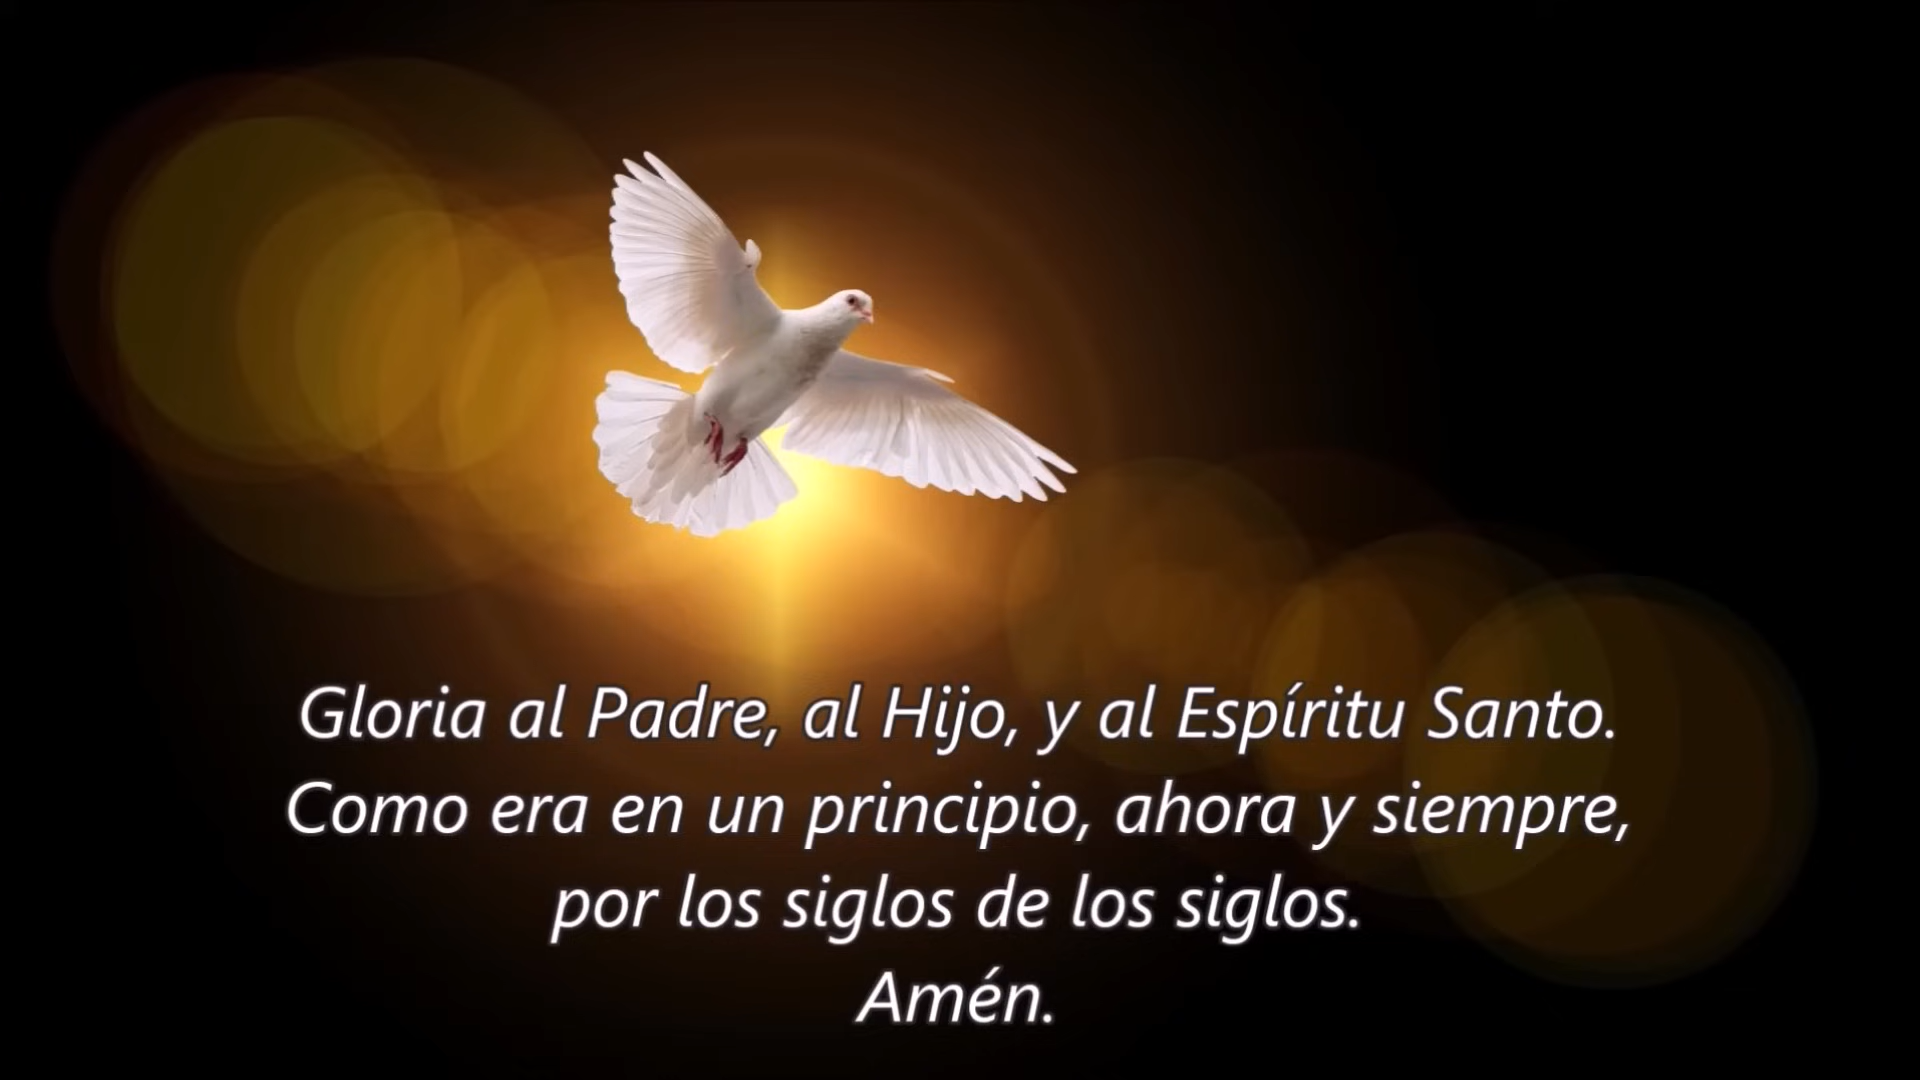 Gloria al Padre, al Hijo, y al Espíritu Santo.
Como era en un principio, ahora y siempre,
por los siglos de los siglos.
Amén.